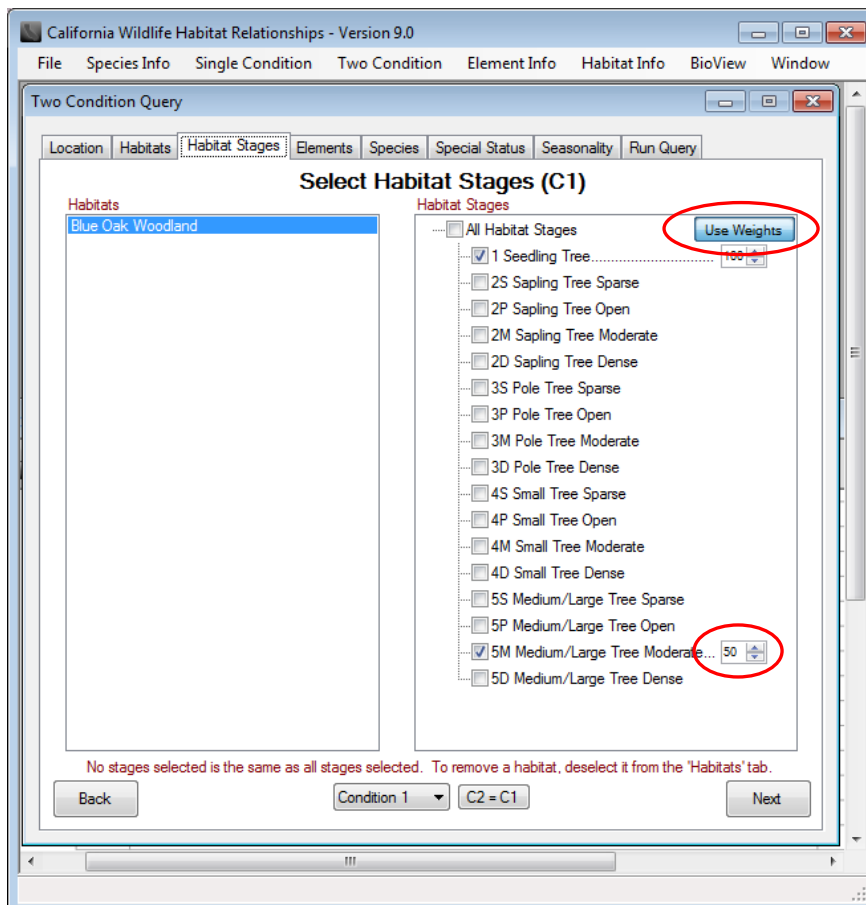 California Wildlife Habitat Relationships - Version 9.0
File Species Info Single Condition Two Condition Element Info Habitat Info BioView Window
Two Condition Query
Location Habitats Habitat Stages Elements Species Special Status Seasonality Run Query
Select Habitat Stages (C1)
Habitats
Blue Oak Woodland
Habitat Stages
All Habitat Stages Use Weights
1 Seedling Tree........................... 100
2S Sapling Tree Sparse
2P Sapling Tree Open
2M Sapling Tree Moderate
2D Sapling Tree Dense
3S Pole Tree Sparse
3P Pole Tree Open
3M Pole Tree Moderate
3D Pole Tree Dense
4S Small Tree Sparse
4P Small Tree Open
4M Small Tree Moderate
4D Small Tree Dense
5S Medium/Large Tree Sparse
5P Medium/Large Tree Open
5M Medium/Large Tree Moderate... 50
5D Medium/Large Tree Dense
No stages selected is the same as all stages selected. To remove a habitat, deselect it from the 'Habitats' tab.
Back Condition 1 C2 = C1 Next